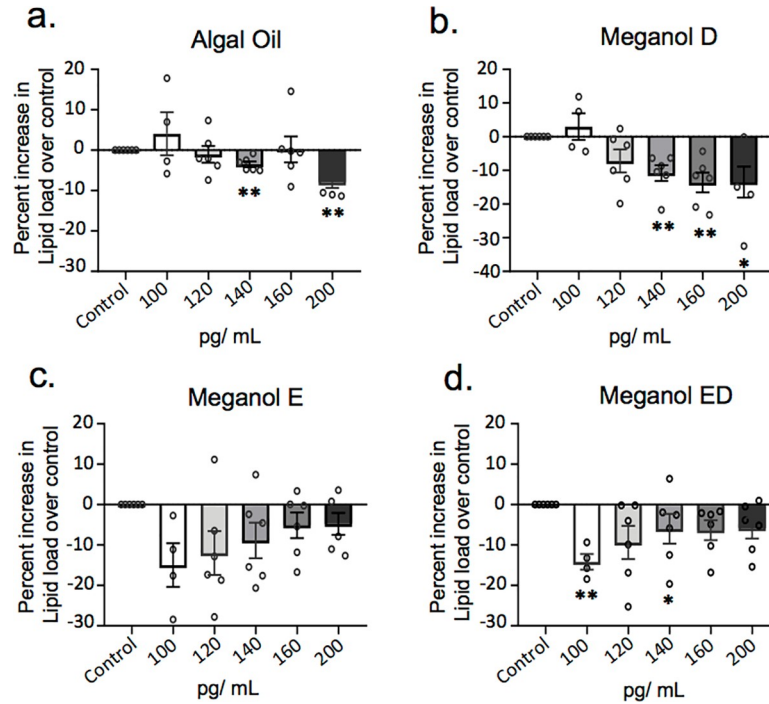 a.
Algal Oil
Percent increase in
Lipid load over control
20
10
0
-10
-20
-30
**
**
Control
100
120
140
160
200
pg/ mL
b.
Meganol D
Percent increase in
Lipid load over control
20
10
0
-10
-20
-30
-40
**
**
*
Control
100
120
140
160
200
pg/ mL
c.
Meganol E
Percent increase in
Lipid load over control
20
10
0
-10
-20
-30
Control
100
120
140
160
200
pg/ mL
d.
Meganol ED
Percent increase in
Lipid load over control
20
10
0
-10
-20
-30
**
*
Control
100
120
140
160
200
pg/ mL